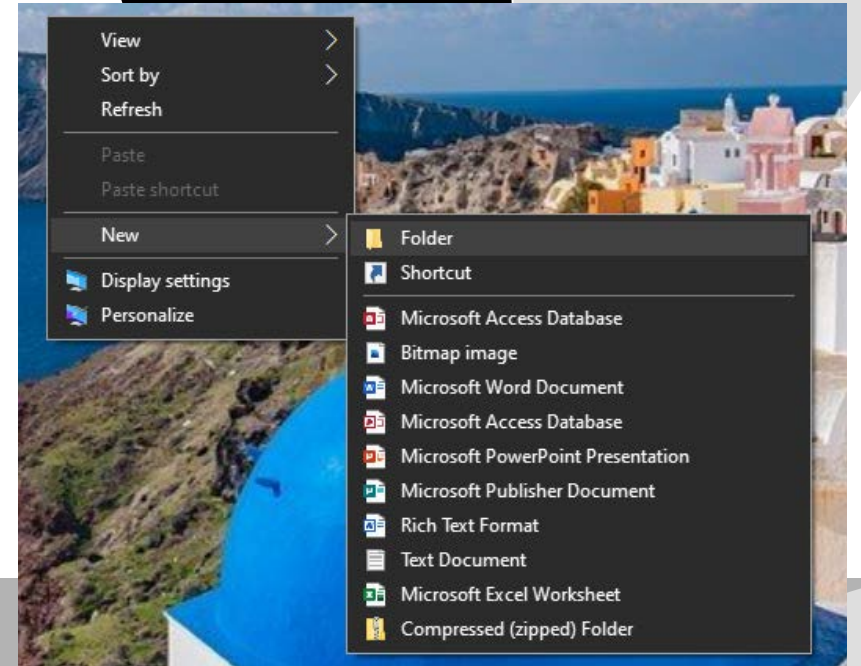 View
Sort by
Refresh
Paste
Paste shortcut
New
Display settings
Personalize
Folder
Shortcut
Microsoft Access Database
Bitmap image
Microsoft Word Document
Microsoft Access Database
Microsoft PowerPoint Presentation
Microsoft Publisher Document
Rich Text Format
Text Document
Microsoft Excel Worksheet
Compressed (zipped) Folder